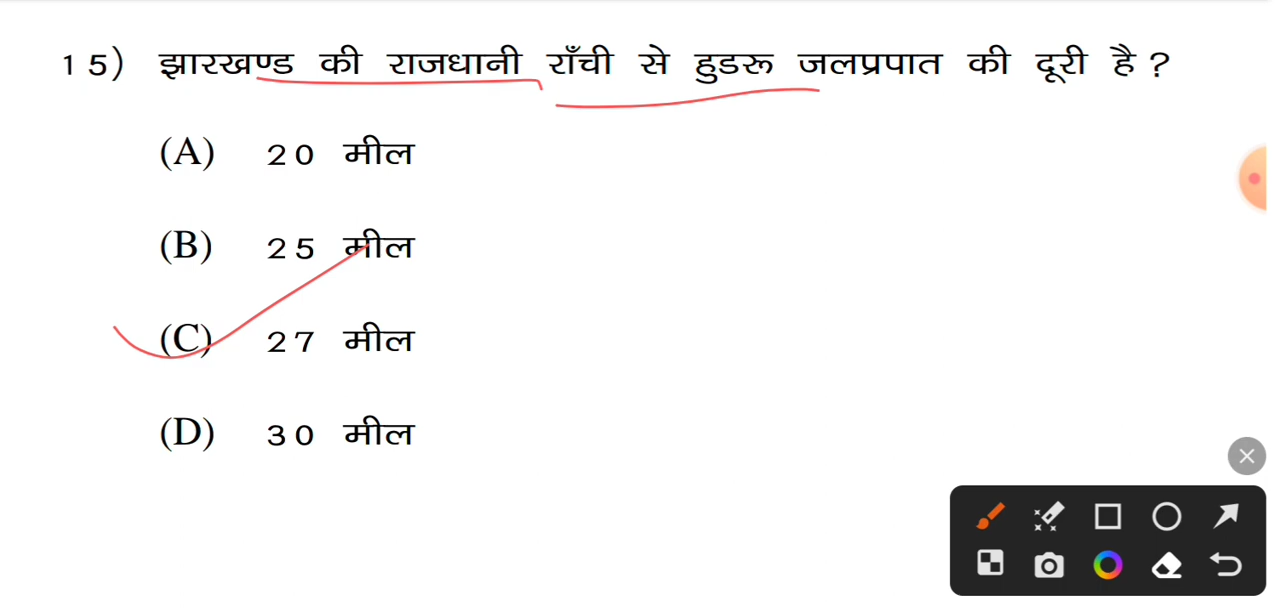 15) झारखण्ड की राजधानी राँची से हुडरू जलप्रपात की दूरी है ?
(A) 20 मील
(B) 25 मील
(C) 27 मील
(D) 30 मील